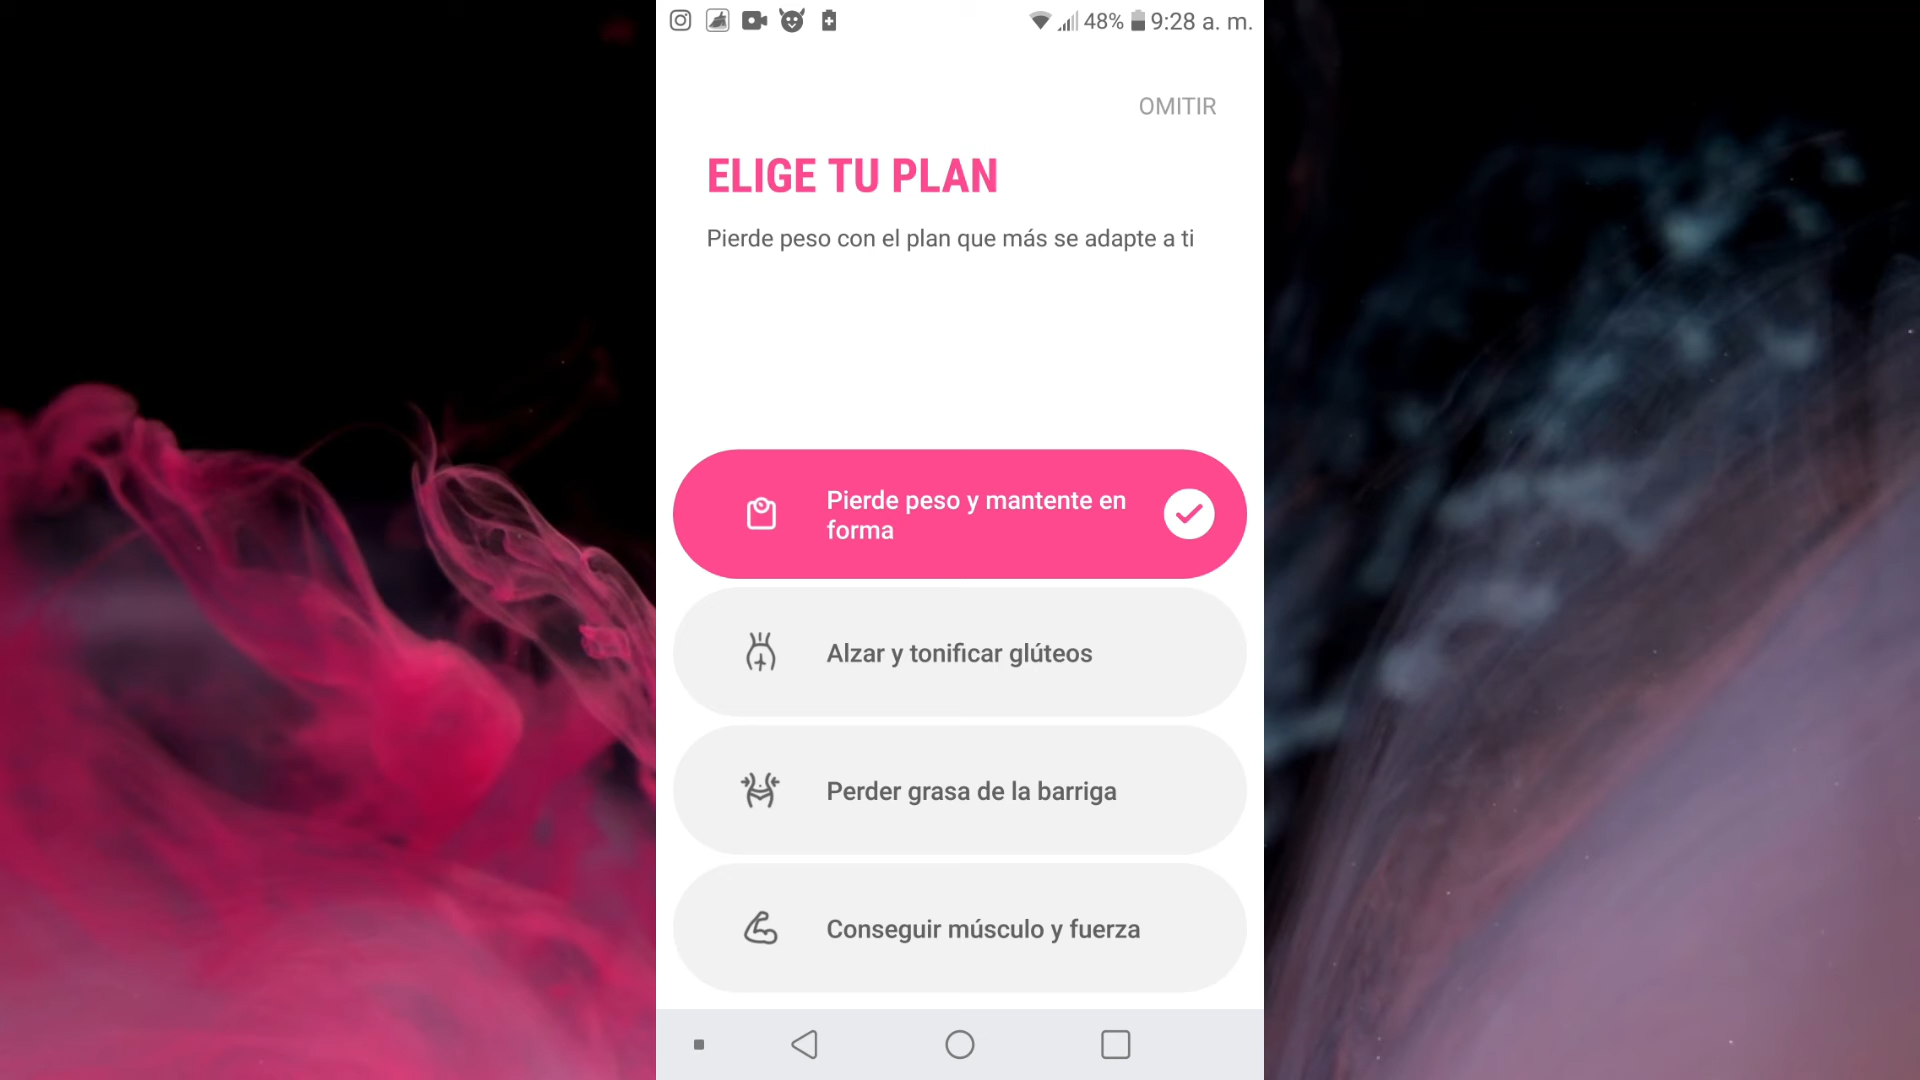 48% 9:28 a. m.
OMITIR
ELIGE TU PLAN
Pierde peso con el plan que más se adapte a ti
Pierde peso y mantente en
forma
Alzar y tonificar glúteos
Perder grasa de la barriga
Conseguir músculo y fuerza